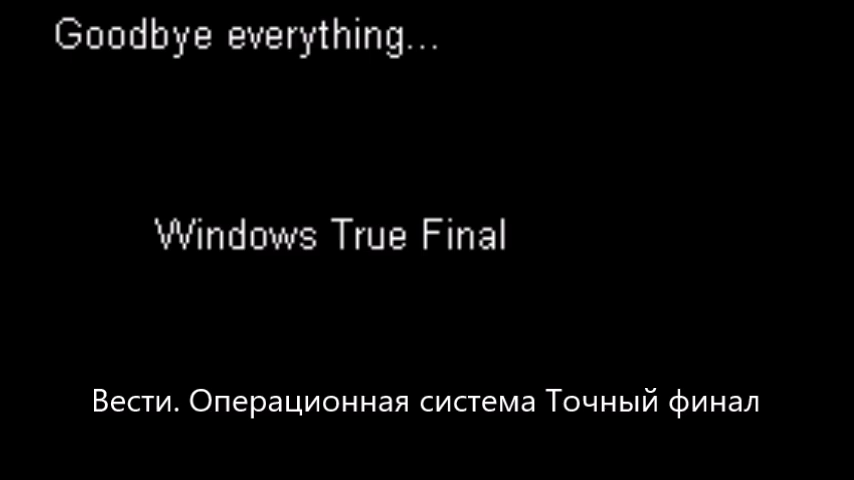 Goodbye everything...
Windows True Final
Вести. Операционная система Точный финал